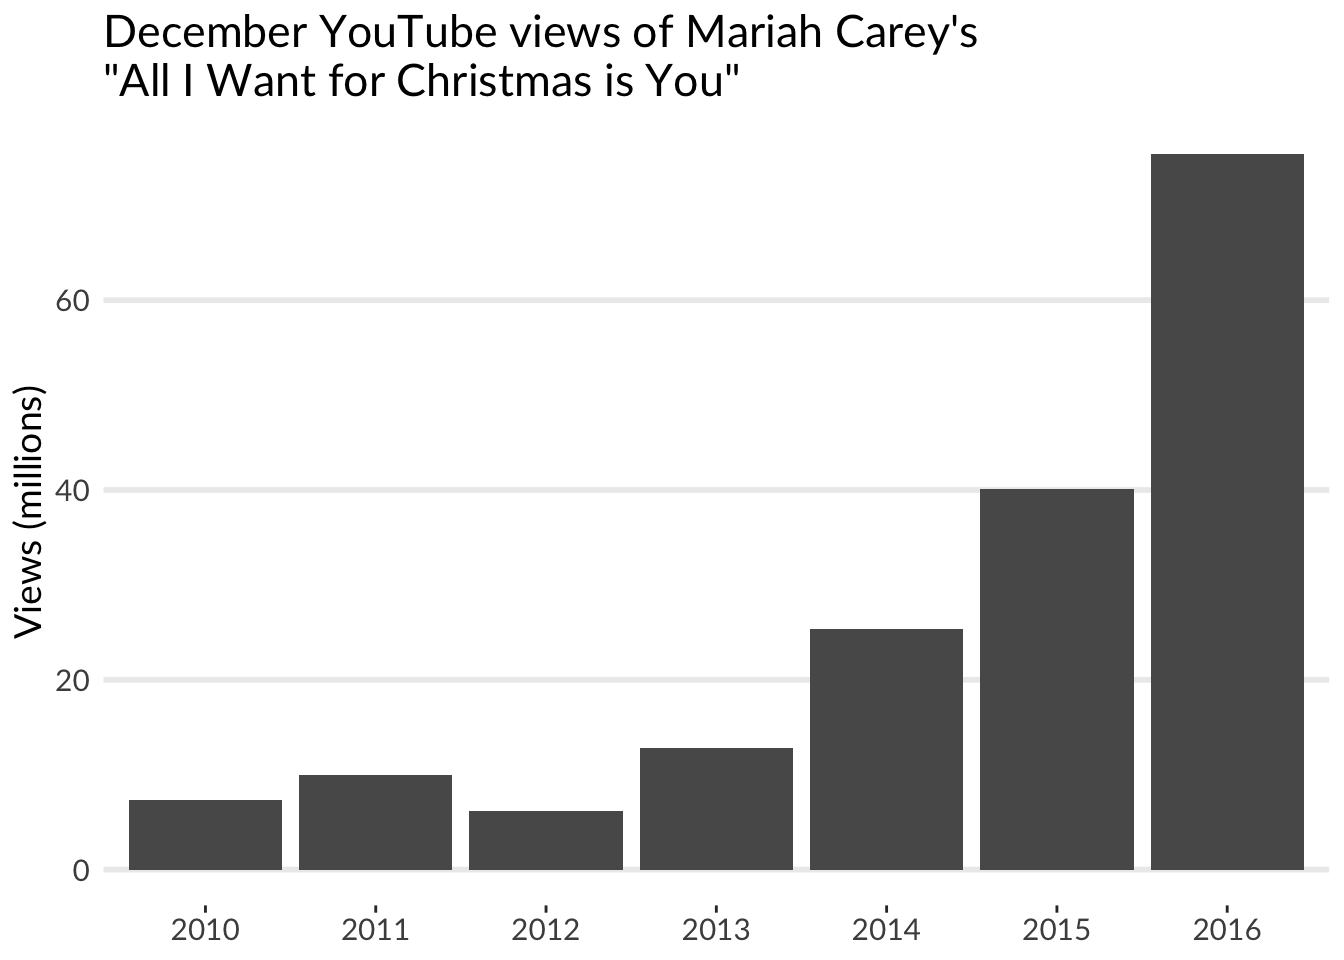 December YouTube views of Mariah Carey's
"All I Want for Christmas is You"
Views (millions)
60
40
20
0
2010 2011 2012 2013 2014 2015 2016